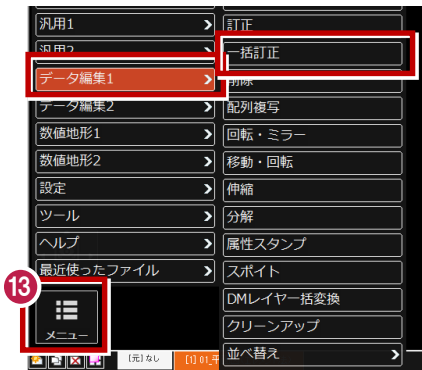 汎用1
汎用2
データ編集1
データ編集2
数値地形1
数値地形2
設定
ツール
ヘルプ
最近使ったファイル
13
メニュー
訂正
一括訂正
削除
配列複写
回転・ミラー
移動・回転
伸縮
分解
属性スタンプ
スポイト
DMレイヤー括変換
クリーンアップ
並べ替え
[元]なし
[1]01_平